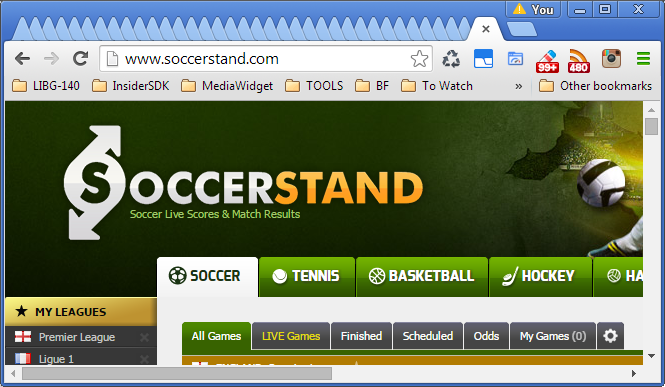 You
www.soccerstand.com
99+
480
LIBG-140
InsiderSDK
MediaWidget
TOOLS
BF
To Watch
»
Other bookmarks
SOCCERSTAND
Soccer Live Scores & Match Results
SOCCER
TENNIS
BASKETBALL
HOCKEY
HA
MY LEAGUES
Premier League
Ligue 1
All Games
LIVE Games
Finished
Scheduled
Odds
My Games (0)